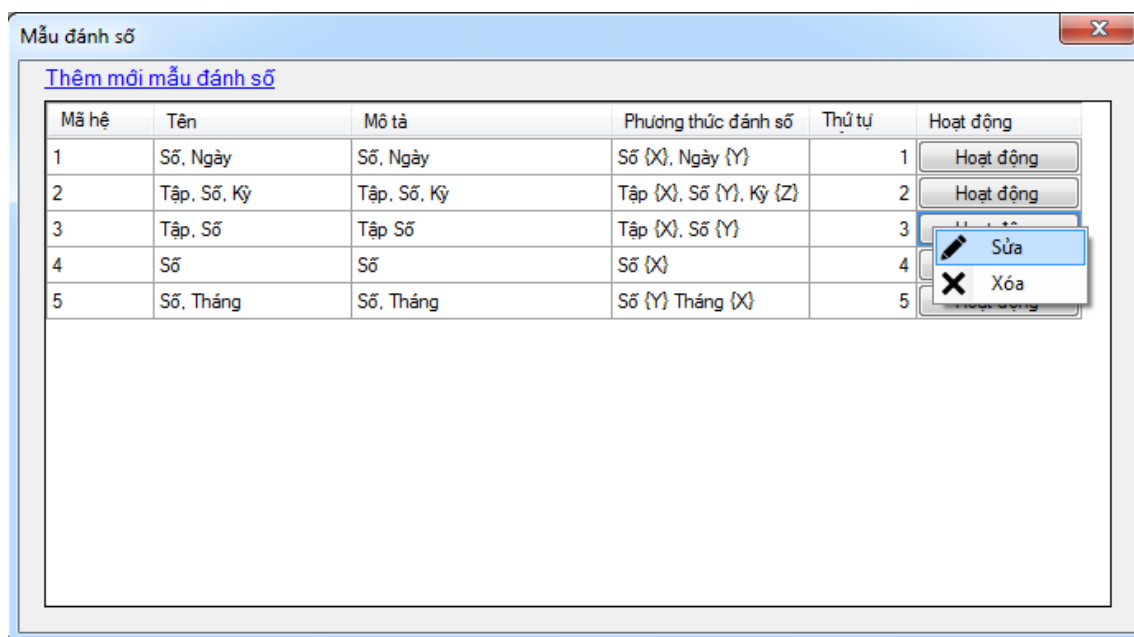 Mẫu đánh số
Thêm mới mẫu đánh số
Mã hệ Tên Mô tả Phương thức đánh số Thứ tự Hoạt động
1 Số, Ngày Số, Ngày Số {X}, Ngày {Y} 1 Hoạt động
2 Tập, Số, Kỳ Tập, Số, Kỳ Tập {X}, Số {Y}, Kỳ {Z} 2 Hoạt động
3 Tập, Số Tập Số Tập {X}, Số {Y} 3
Sửa
4 Số Số Số {X} 4
Xóa
5 Số, Tháng Số, Tháng Số {Y} Tháng {X} 5